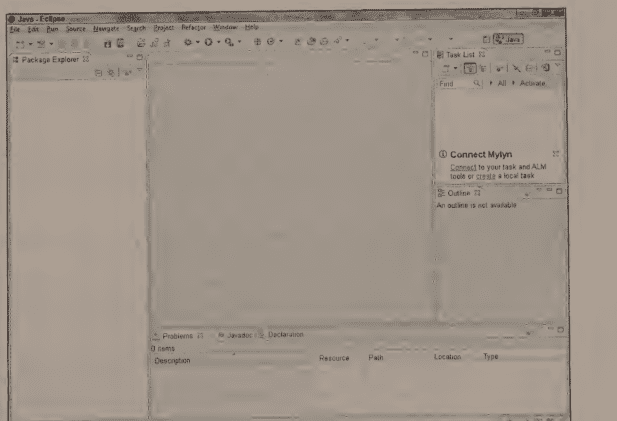 Java - Eclipse
File Edit Run Source Navigate Search Project Refactor Window Help
Java
Package Explorer
Task List
Find All Activate
Connect Mylyn
Connect to your task and ALM
tools or create a local task
Outline
An outline is not available
Problems Javadoc Declaration
0 items
Description Resource Path Location Type